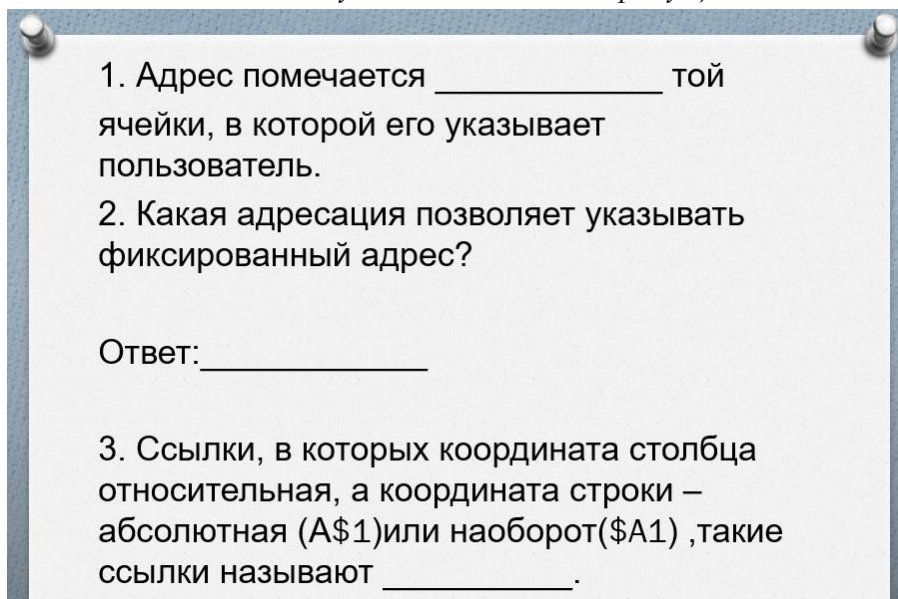 1. Адрес помечается ____________ той
ячейки, в которой его указывает
пользователь.
2. Какая адресация позволяет указывать
фиксированный адрес?
Ответ:____________
3. Ссылки, в которых координата столбца
относительная, а координата строки –
абсолютная (A$1)или наоборот($A1) ,такие
ссылки называют __________.